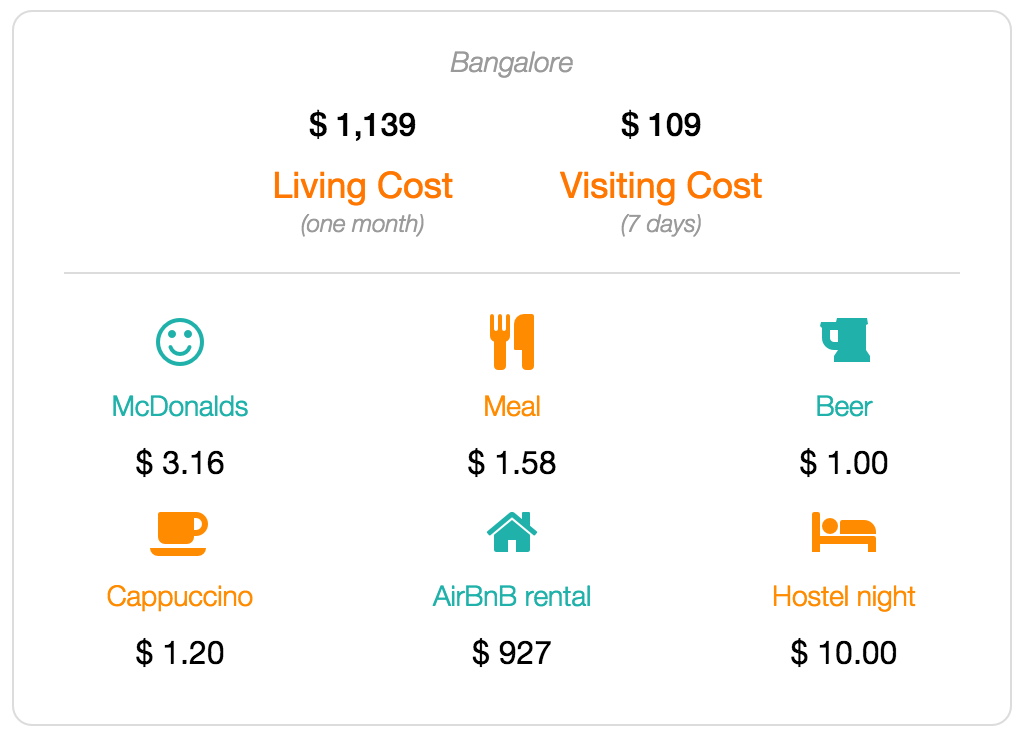 Bangalore
$ 1,139 $ 109
Living Cost Visiting Cost
(one month) (7 days)
McDonalds Meal Beer
$ 3.16 $ 1.58 $ 1.00
Cappuccino AirBnB rental Hostel night
$ 1.20 $ 927 $ 10.00